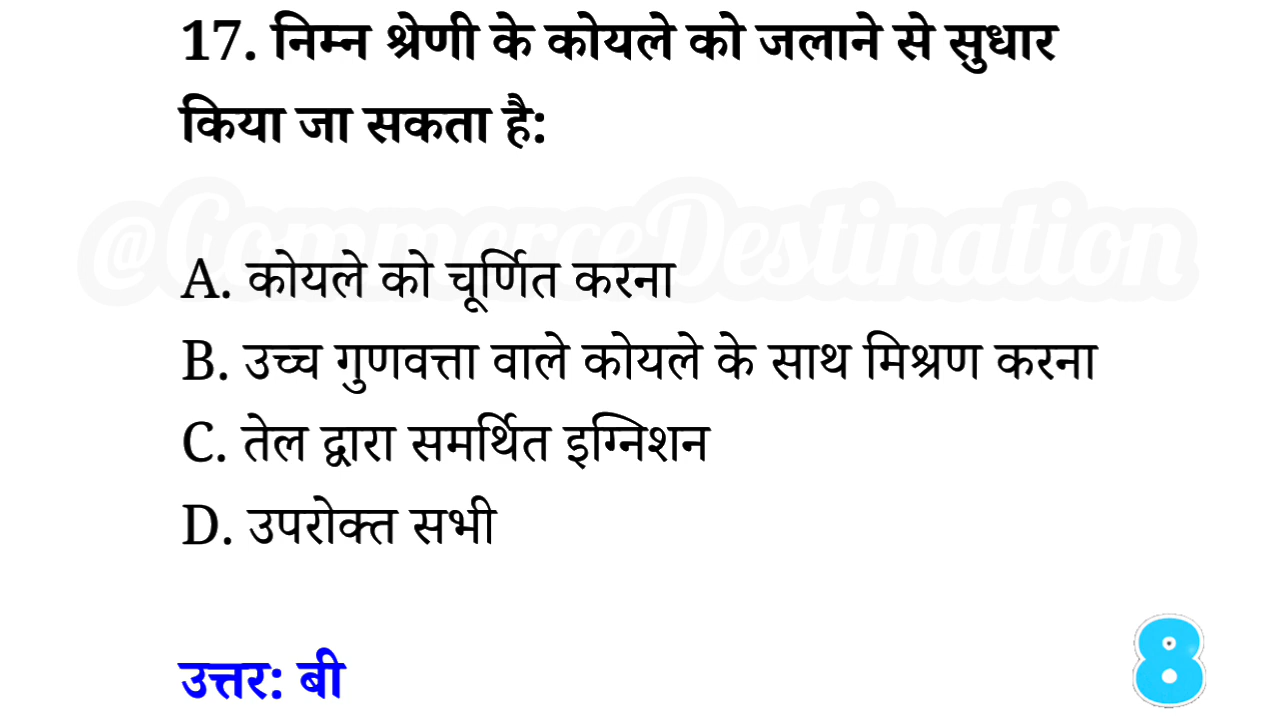 17. निम्न श्रेणी के कोयले को जलाने से सुधार
किया जा सकता है:
@CommerceDestination
A. कोयले को चूर्णित करना
B. उच्च गुणवत्ता वाले कोयले के साथ मिश्रण करना
C. तेल द्वारा समर्थित इग्निशन
D. उपरोक्त सभी
उत्तर: बी
8